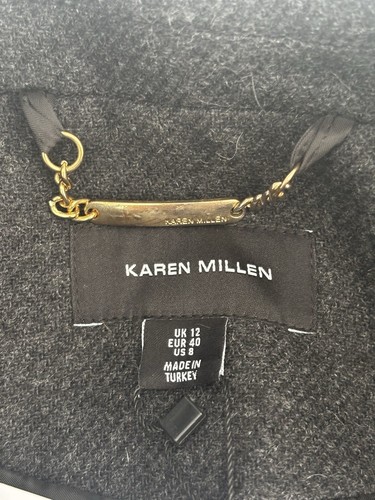 KAREN MILLEN
KAREN MILLEN
UK 12
EUR 40
US 8
MADE IN
TURKEY